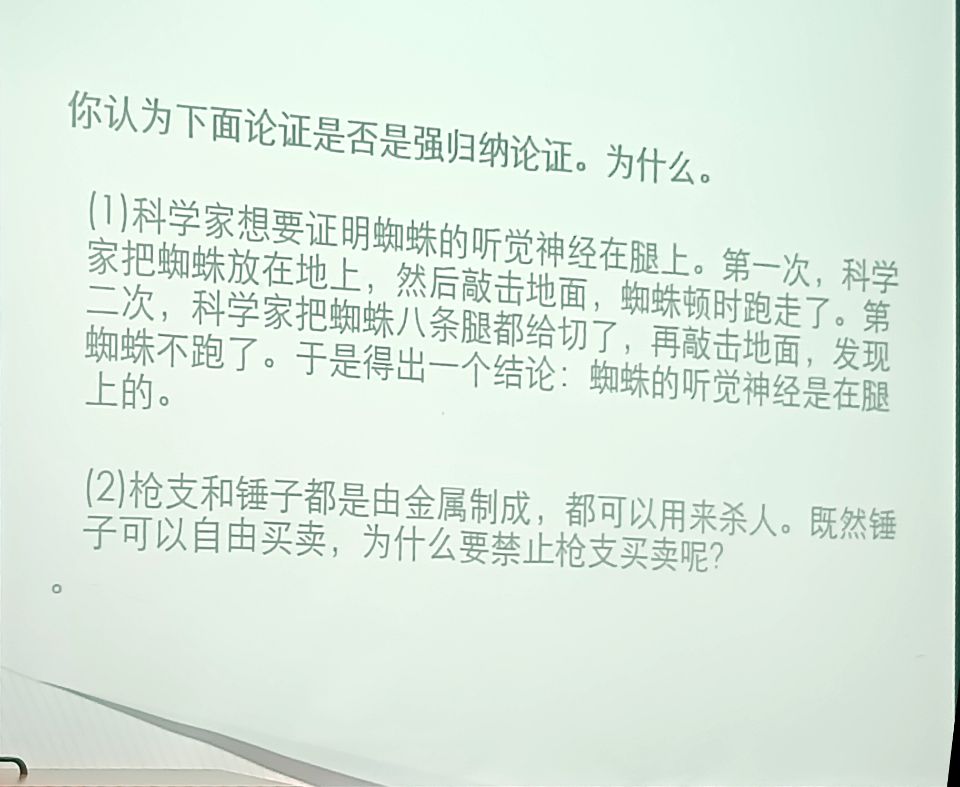 你认为下面论证是否是强归纳论证。为什么。
(1)科学家想要证明蜘蛛的听觉神经在腿上。第一次，科学
家把蜘蛛放在地上，然后敲击地面，蜘蛛顿时跑走了。第
二次，科学家把蜘蛛八条腿都给切了，再敲击地面，发现
蜘蛛不跑了。于是得出一个结论：蜘蛛的听觉神经是在腿
上的。
(2)枪支和锤子都是由金属制成，都可以用来杀人。既然锤
子可以自由买卖，为什么要禁止枪支买卖呢？
。